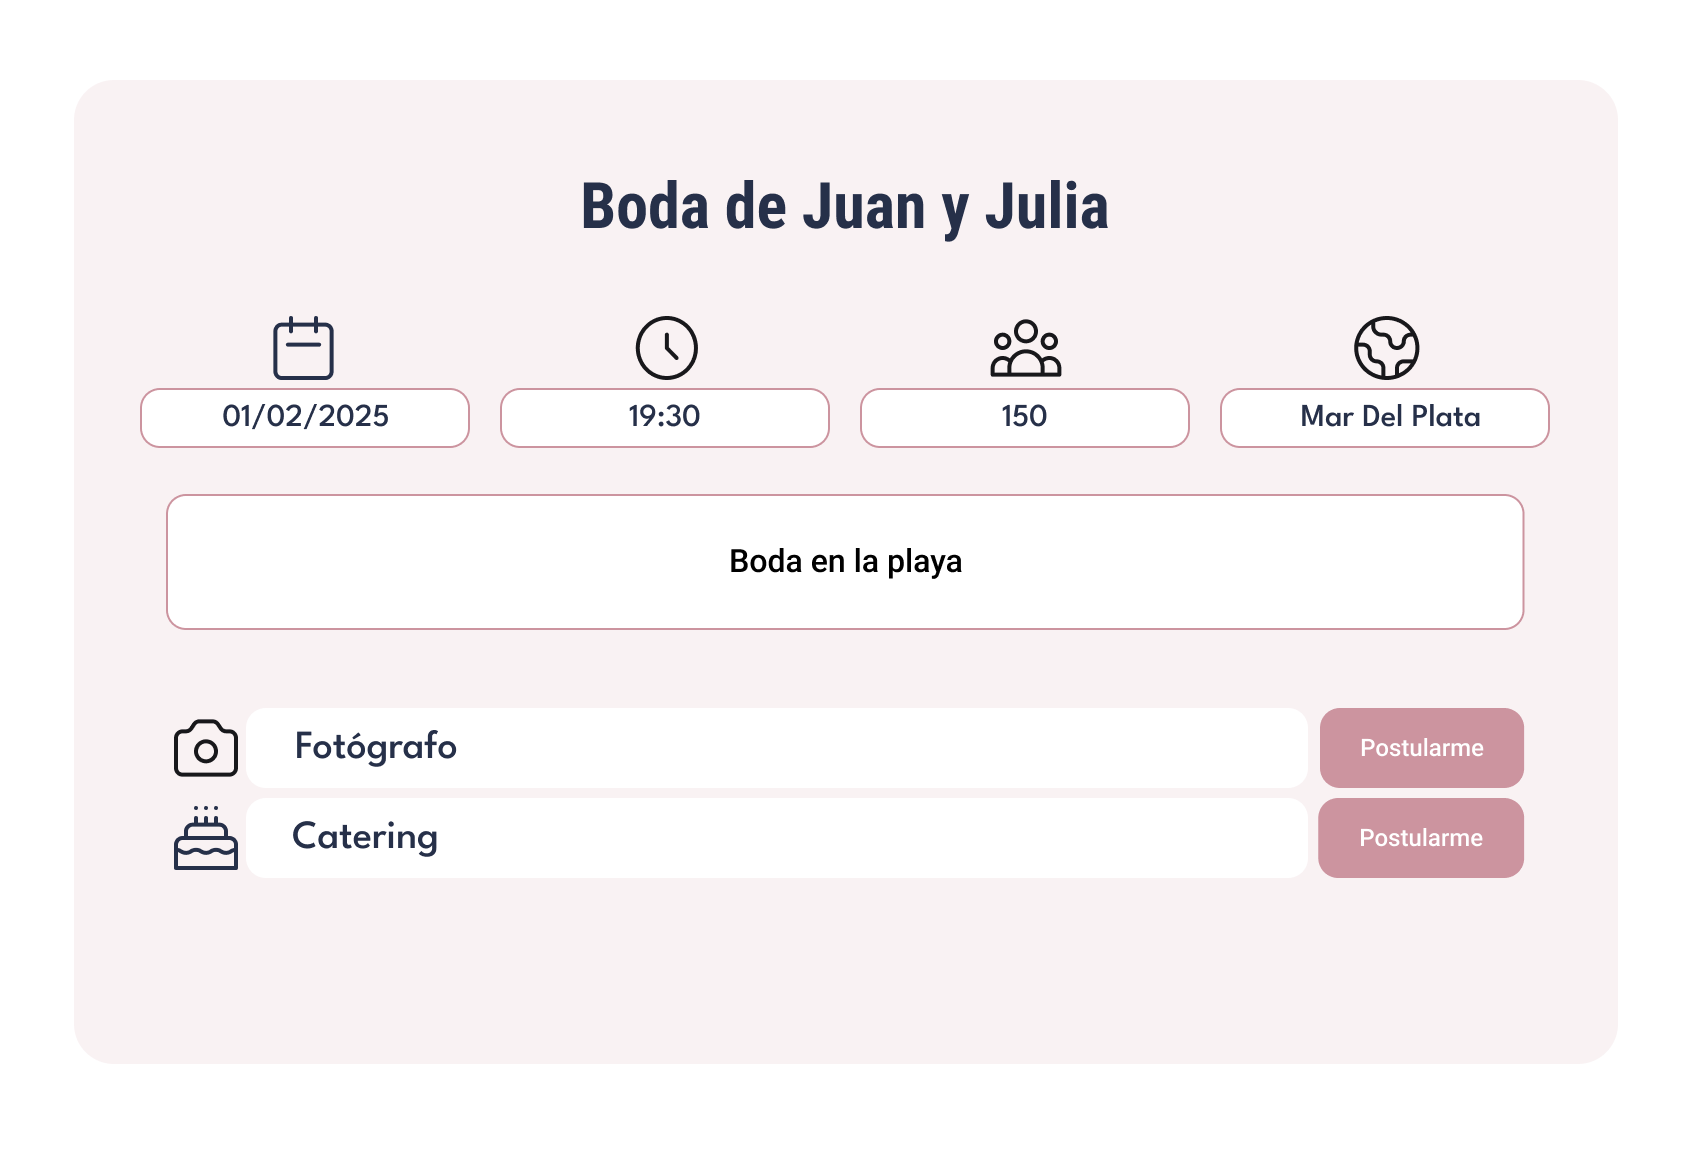 Boda de Juan y Julia
01/02/2025
19:30
150
Mar Del Plata
Boda en la playa
Fotógrafo
Postularme
Catering
Postularme